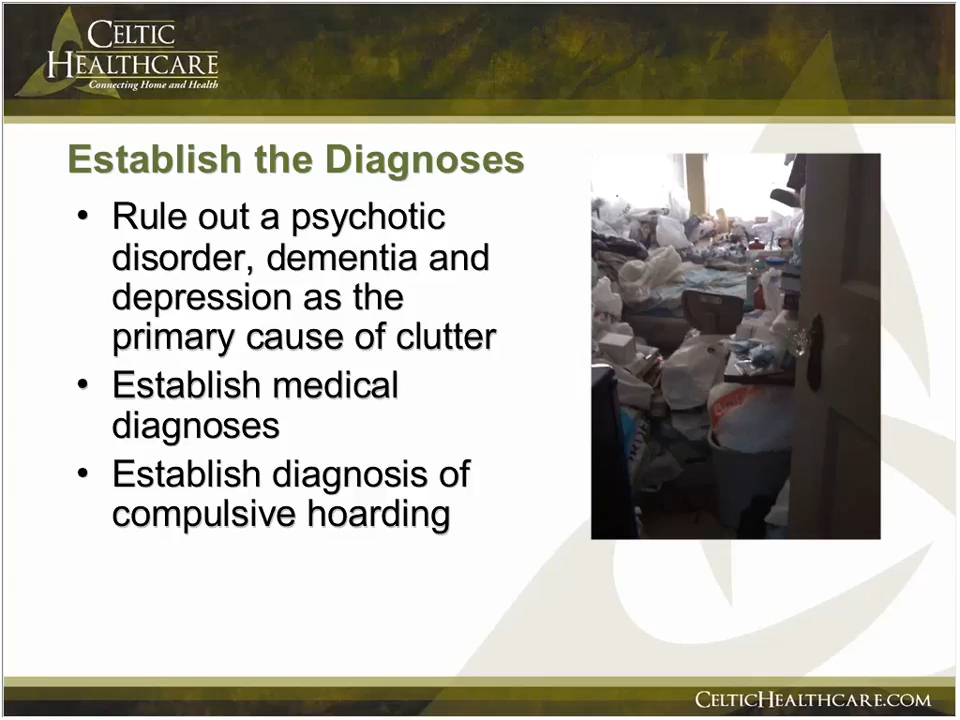 CELTIC
HEALTHCARE
Connecting Home and Health
Establish the Diagnoses
• Rule out a psychotic
disorder, dementia and
depression as the
primary cause of clutter
• Establish medical
diagnoses
• Establish diagnosis of
compulsive hoarding
CELTICHEALTHCARE.COM